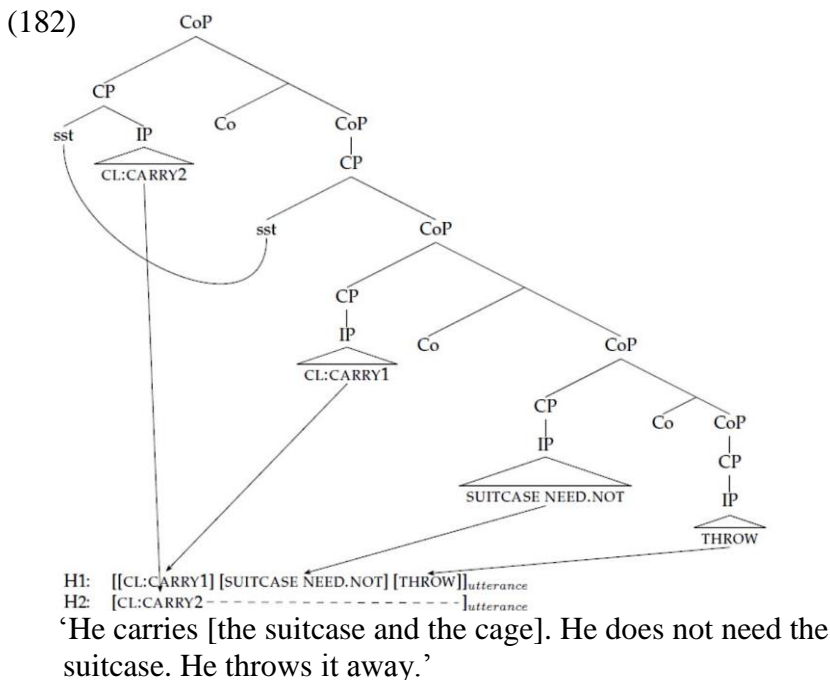 (182)
CoP
CP
sst IP Co CoP
CL:CARRY2 CP
sst CoP
CP
IP Co CoP
CL:CARRY1
CP Co CoP
IP CP
SUITCASE NEED.NOT IP
THROW
H1: [[CL:CARRY1] [SUITCASE NEED.NOT] [THROW]]utterance
H2: [CL:CARRY2- - - - - - - - - - - - - - - - - - - - - - - ]utterance
‘He carries [the suitcase and the cage]. He does not need the
suitcase. He throws it away.’